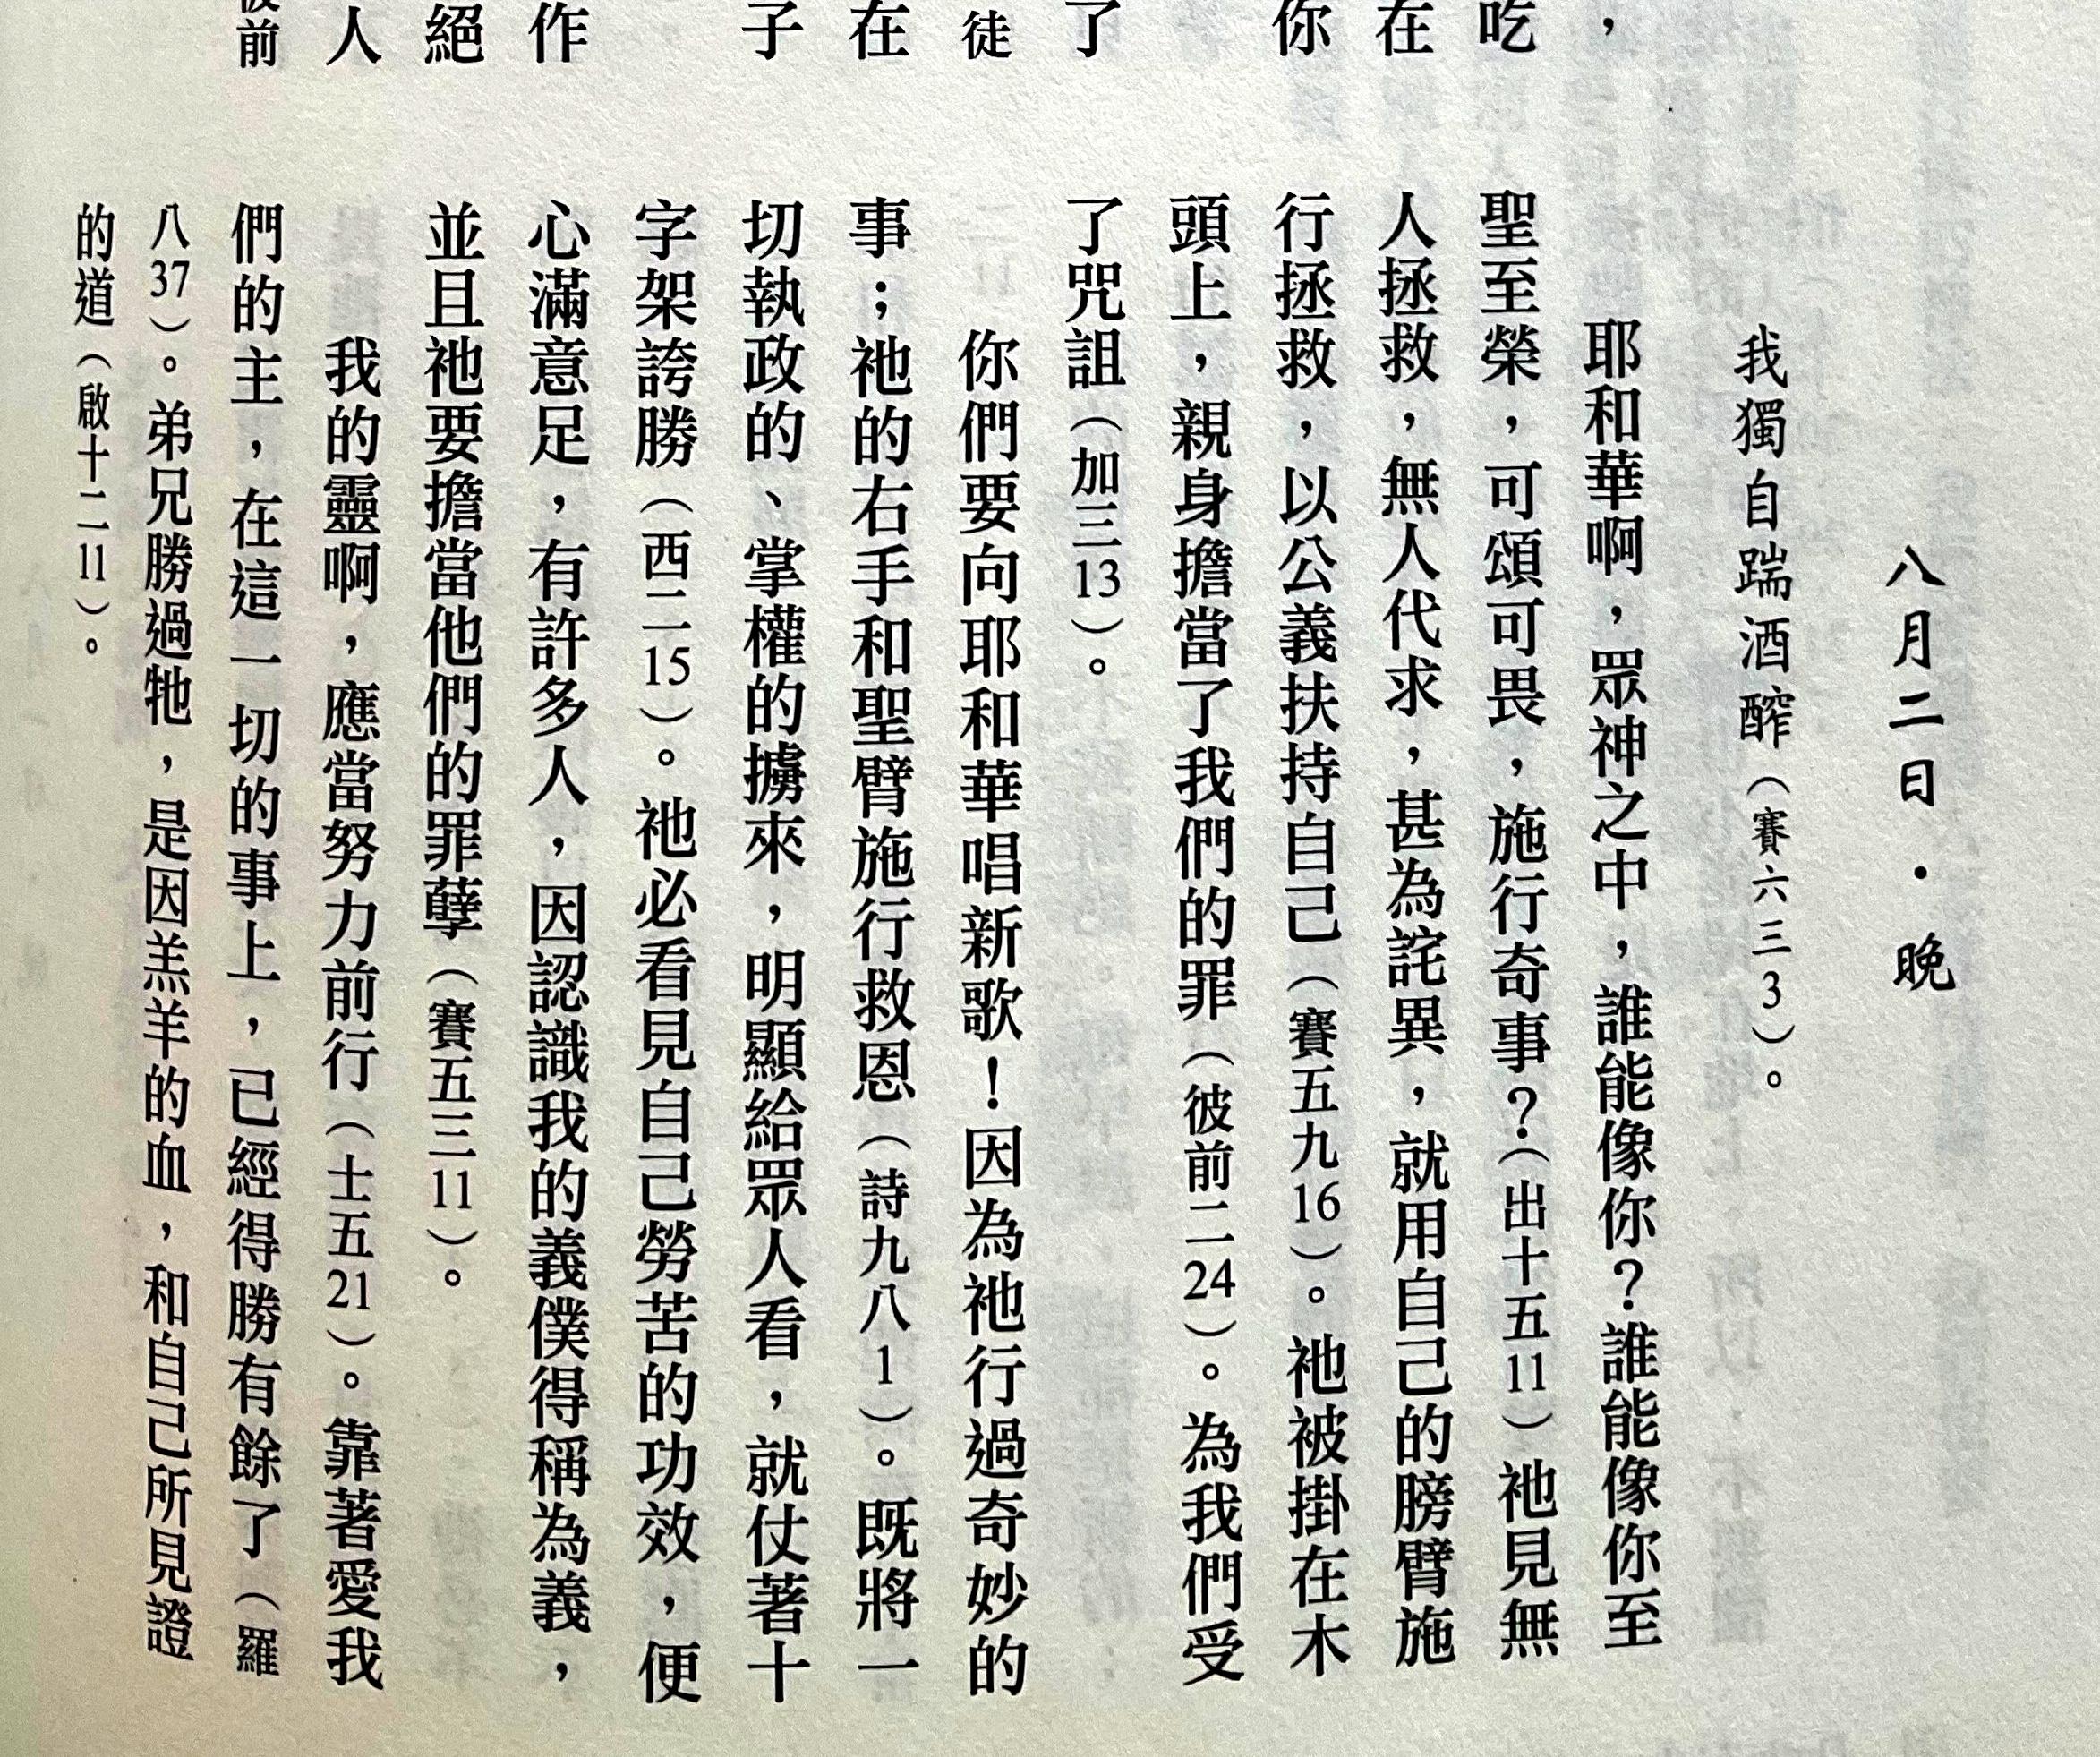 八月二日・晚
我獨自踹酒醡（賽六三3）。
耶和華啊，眾神之中，誰能像你？誰能像你至
聖至榮，可頌可畏，施行奇事？（出十五11）祂見無
人拯救，無人代求，甚為詫異，就用自己的膀臂施
行拯救，以公義扶持自己（賽五九16）。祂被掛在木
頭上，親身擔當了我們的罪（彼前二24）。為我們受
了咒詛（加三13）。
你們要向耶和華唱新歌！因為祂行過奇妙的
事；祂的右手和聖臂施行救恩（詩九八1）。既將一
切執政的、掌權的擄來，明顯給眾人看，就仗著十
字架誇勝（西二15）。祂必看見自己勞苦的功效，便
心滿意足，有許多人，因認識我的義僕得稱為義，
並且祂要擔當他們的罪孽（賽五三11）。
我的靈啊，應當努力前行（士五21）。靠著愛我
們的主，在這一切的事上，已經得勝有餘了（羅
八37）。弟兄勝過牠，是因羔羊的血，和自己所見證
的道（啟十二11）。
，
吃
在
你
了
徒
在
子
作
絕
人
前